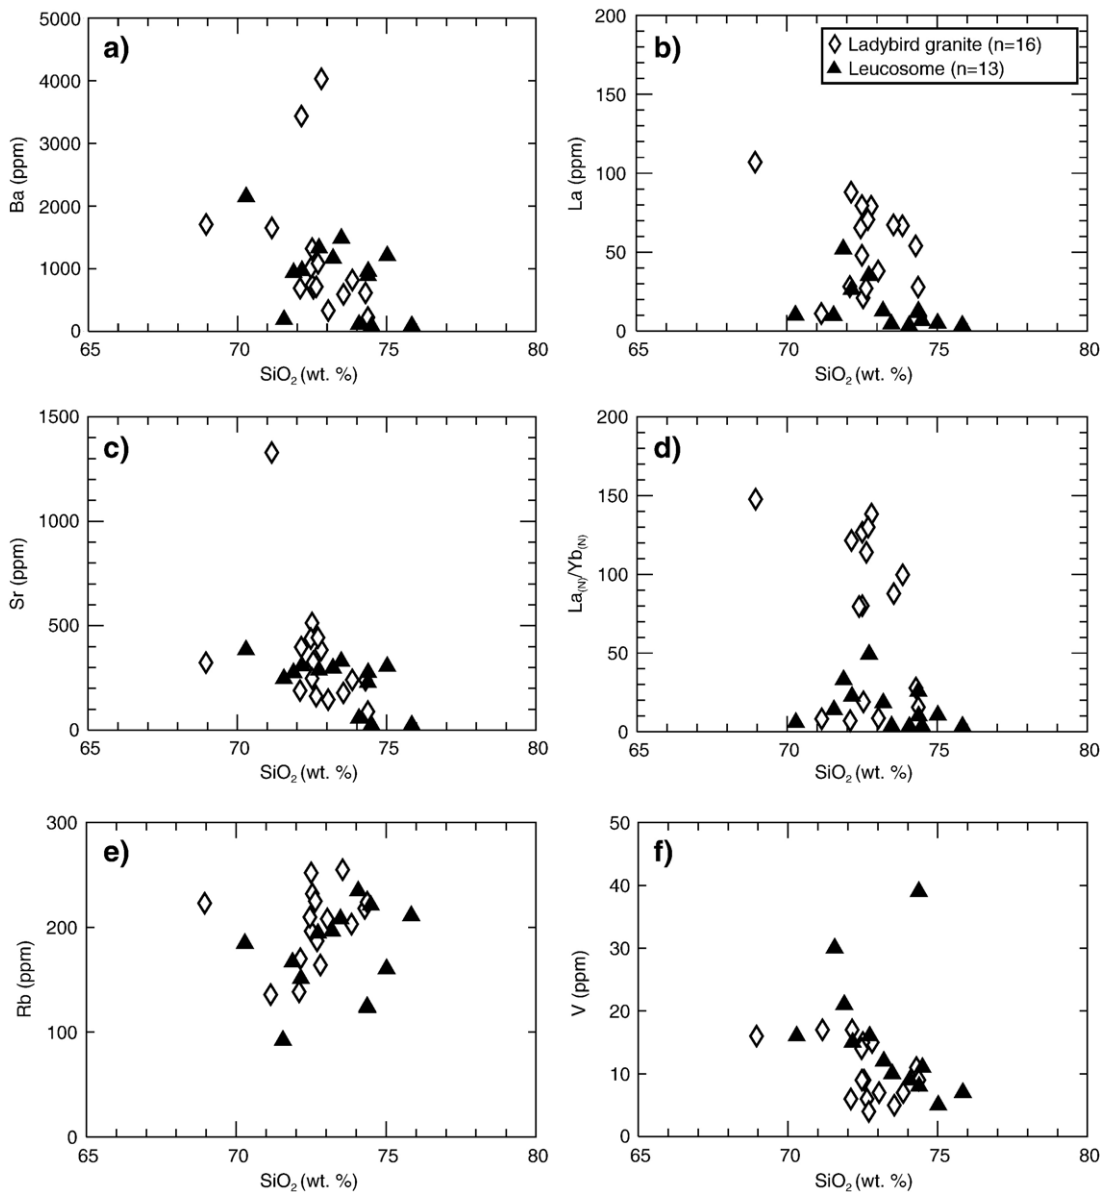 a)
5000
4000
3000
2000
1000
0
Ba (ppm)
65
70
75
80
SiO₂ (wt. %)
b)
Ladybird granite (n=16)
Leucosome (n=13)
200
150
100
50
0
La (ppm)
65
70
75
80
SiO₂ (wt. %)
c)
1500
1000
500
0
Sr (ppm)
65
70
75
80
SiO₂ (wt. %)
d)
200
150
100
50
0
La(N)/Yb(N)
65
70
75
80
SiO₂ (wt. %)
e)
300
200
100
0
Rb (ppm)
65
70
75
80
SiO₂ (wt. %)
f)
50
40
30
20
10
0
V (ppm)
65
70
75
80
SiO₂ (wt. %)